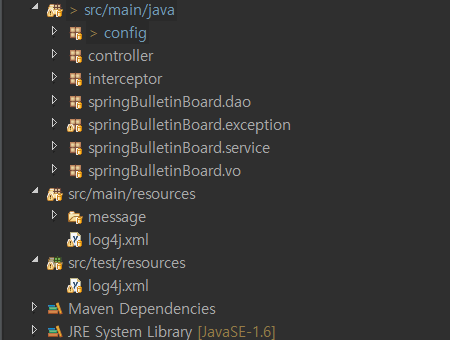 > src/main/java
> config
controller
interceptor
springBulletinBoard.dao
springBulletinBoard.exception
springBulletinBoard.service
springBulletinBoard.vo
src/main/resources
message
log4j.xml
src/test/resources
log4j.xml
Maven Dependencies
JRE System Library [JavaSE-1.6]